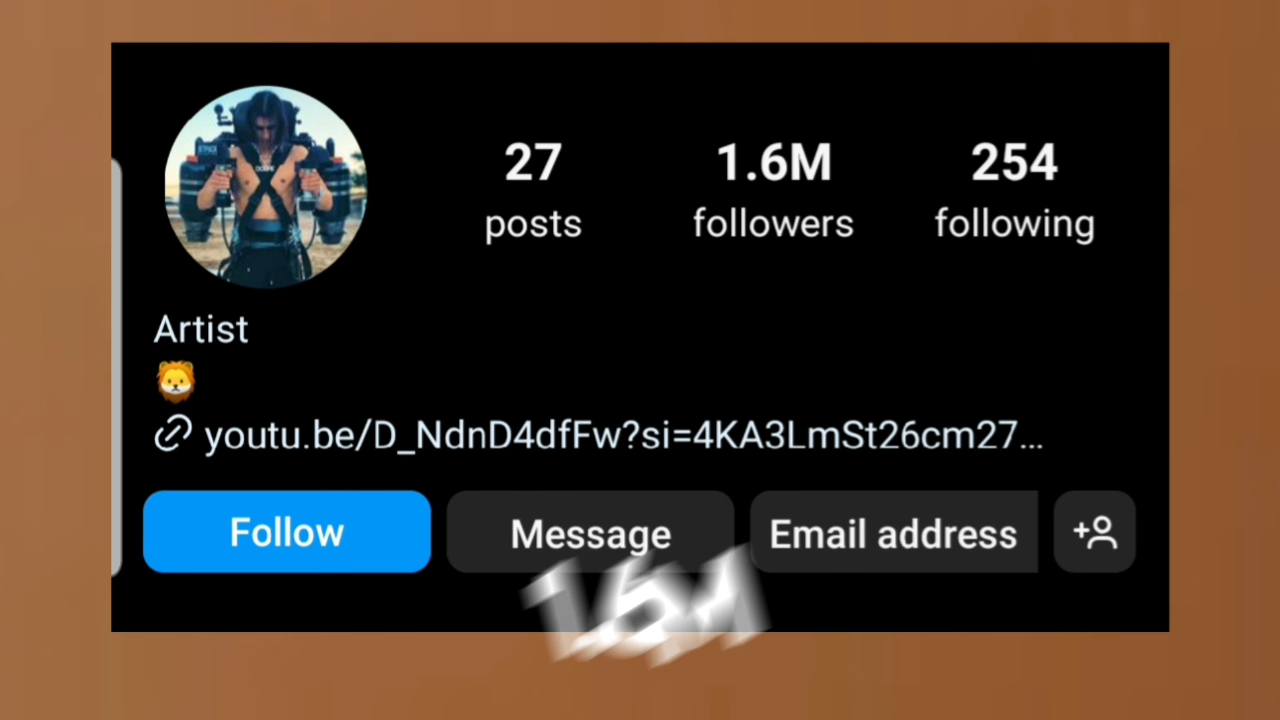 27 1.6M 254
posts followers following
Artist
🦁
youtu.be/D_NdnD4dfFw?si=4KA3LmSt26cm27...
Follow Message Email address
1.6M